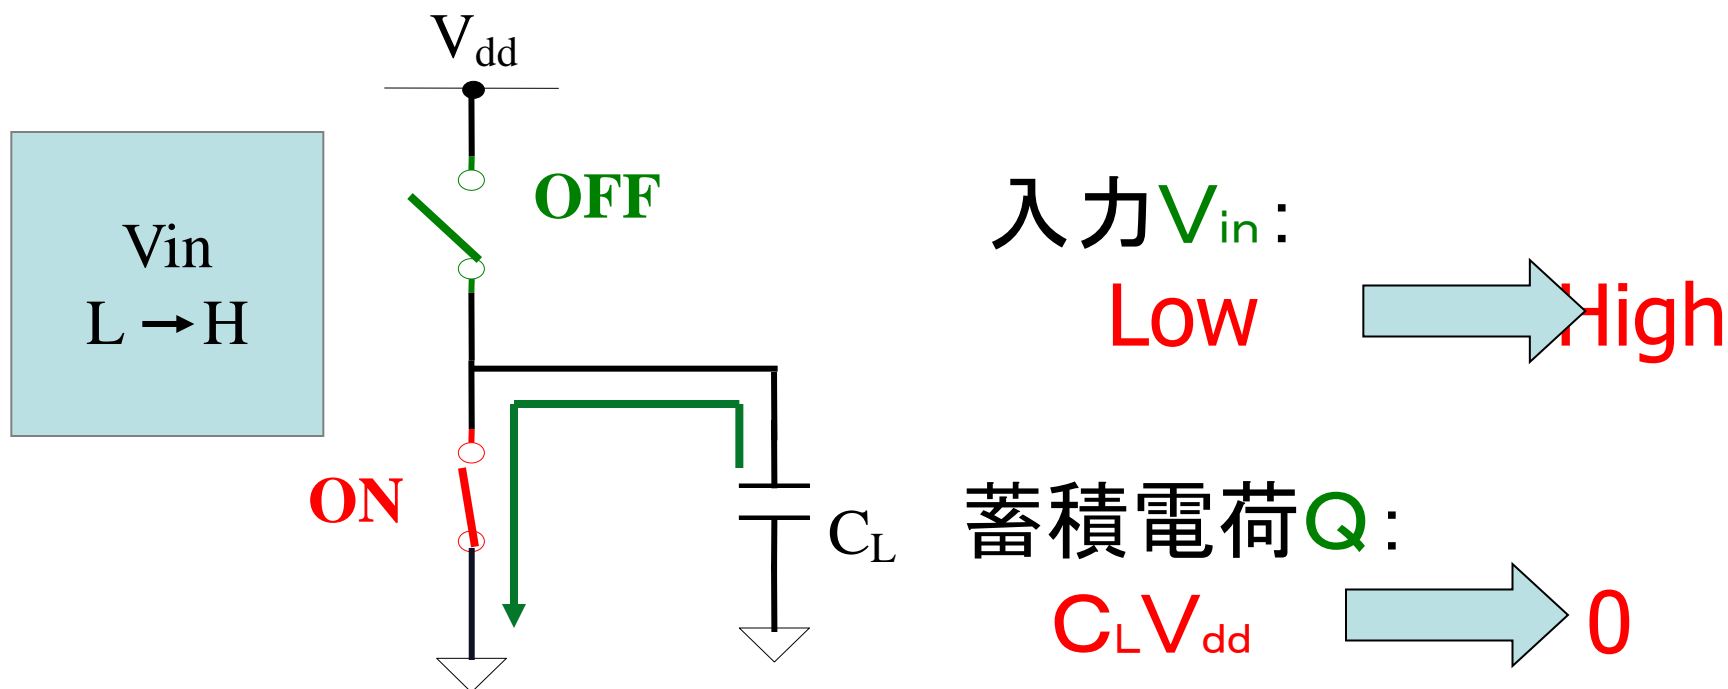 Vdd
Vin
L → H
OFF
ON
CL
入力Vin:
Low High
蓄積電荷Q:
CLVdd 0